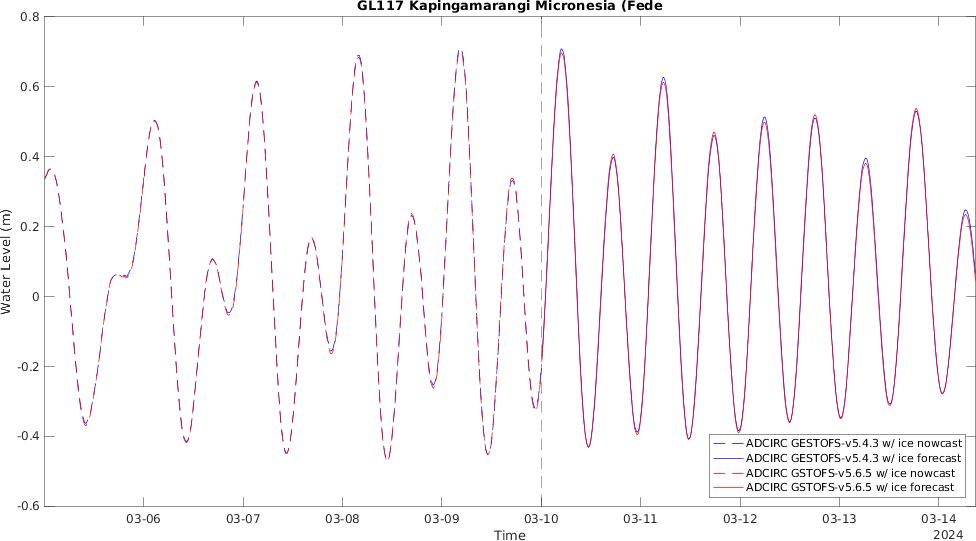 GL117 Kapingamarangi Micronesia (Fede
0.8
0.6
0.4
0.2
0
-0.2
-0.4
-0.6
Water Level (m)
ADCIRC GESTOFS-v5.4.3 w/ ice nowcast
ADCIRC GESTOFS-v5.4.3 w/ ice forecast
ADCIRC GSTOFS-v5.6.5 w/ ice nowcast
ADCIRC GSTOFS-v5.6.5 w/ ice forecast
03-06 03-07 03-08 03-09 03-10 03-11 03-12 03-13 03-14
2024
Time